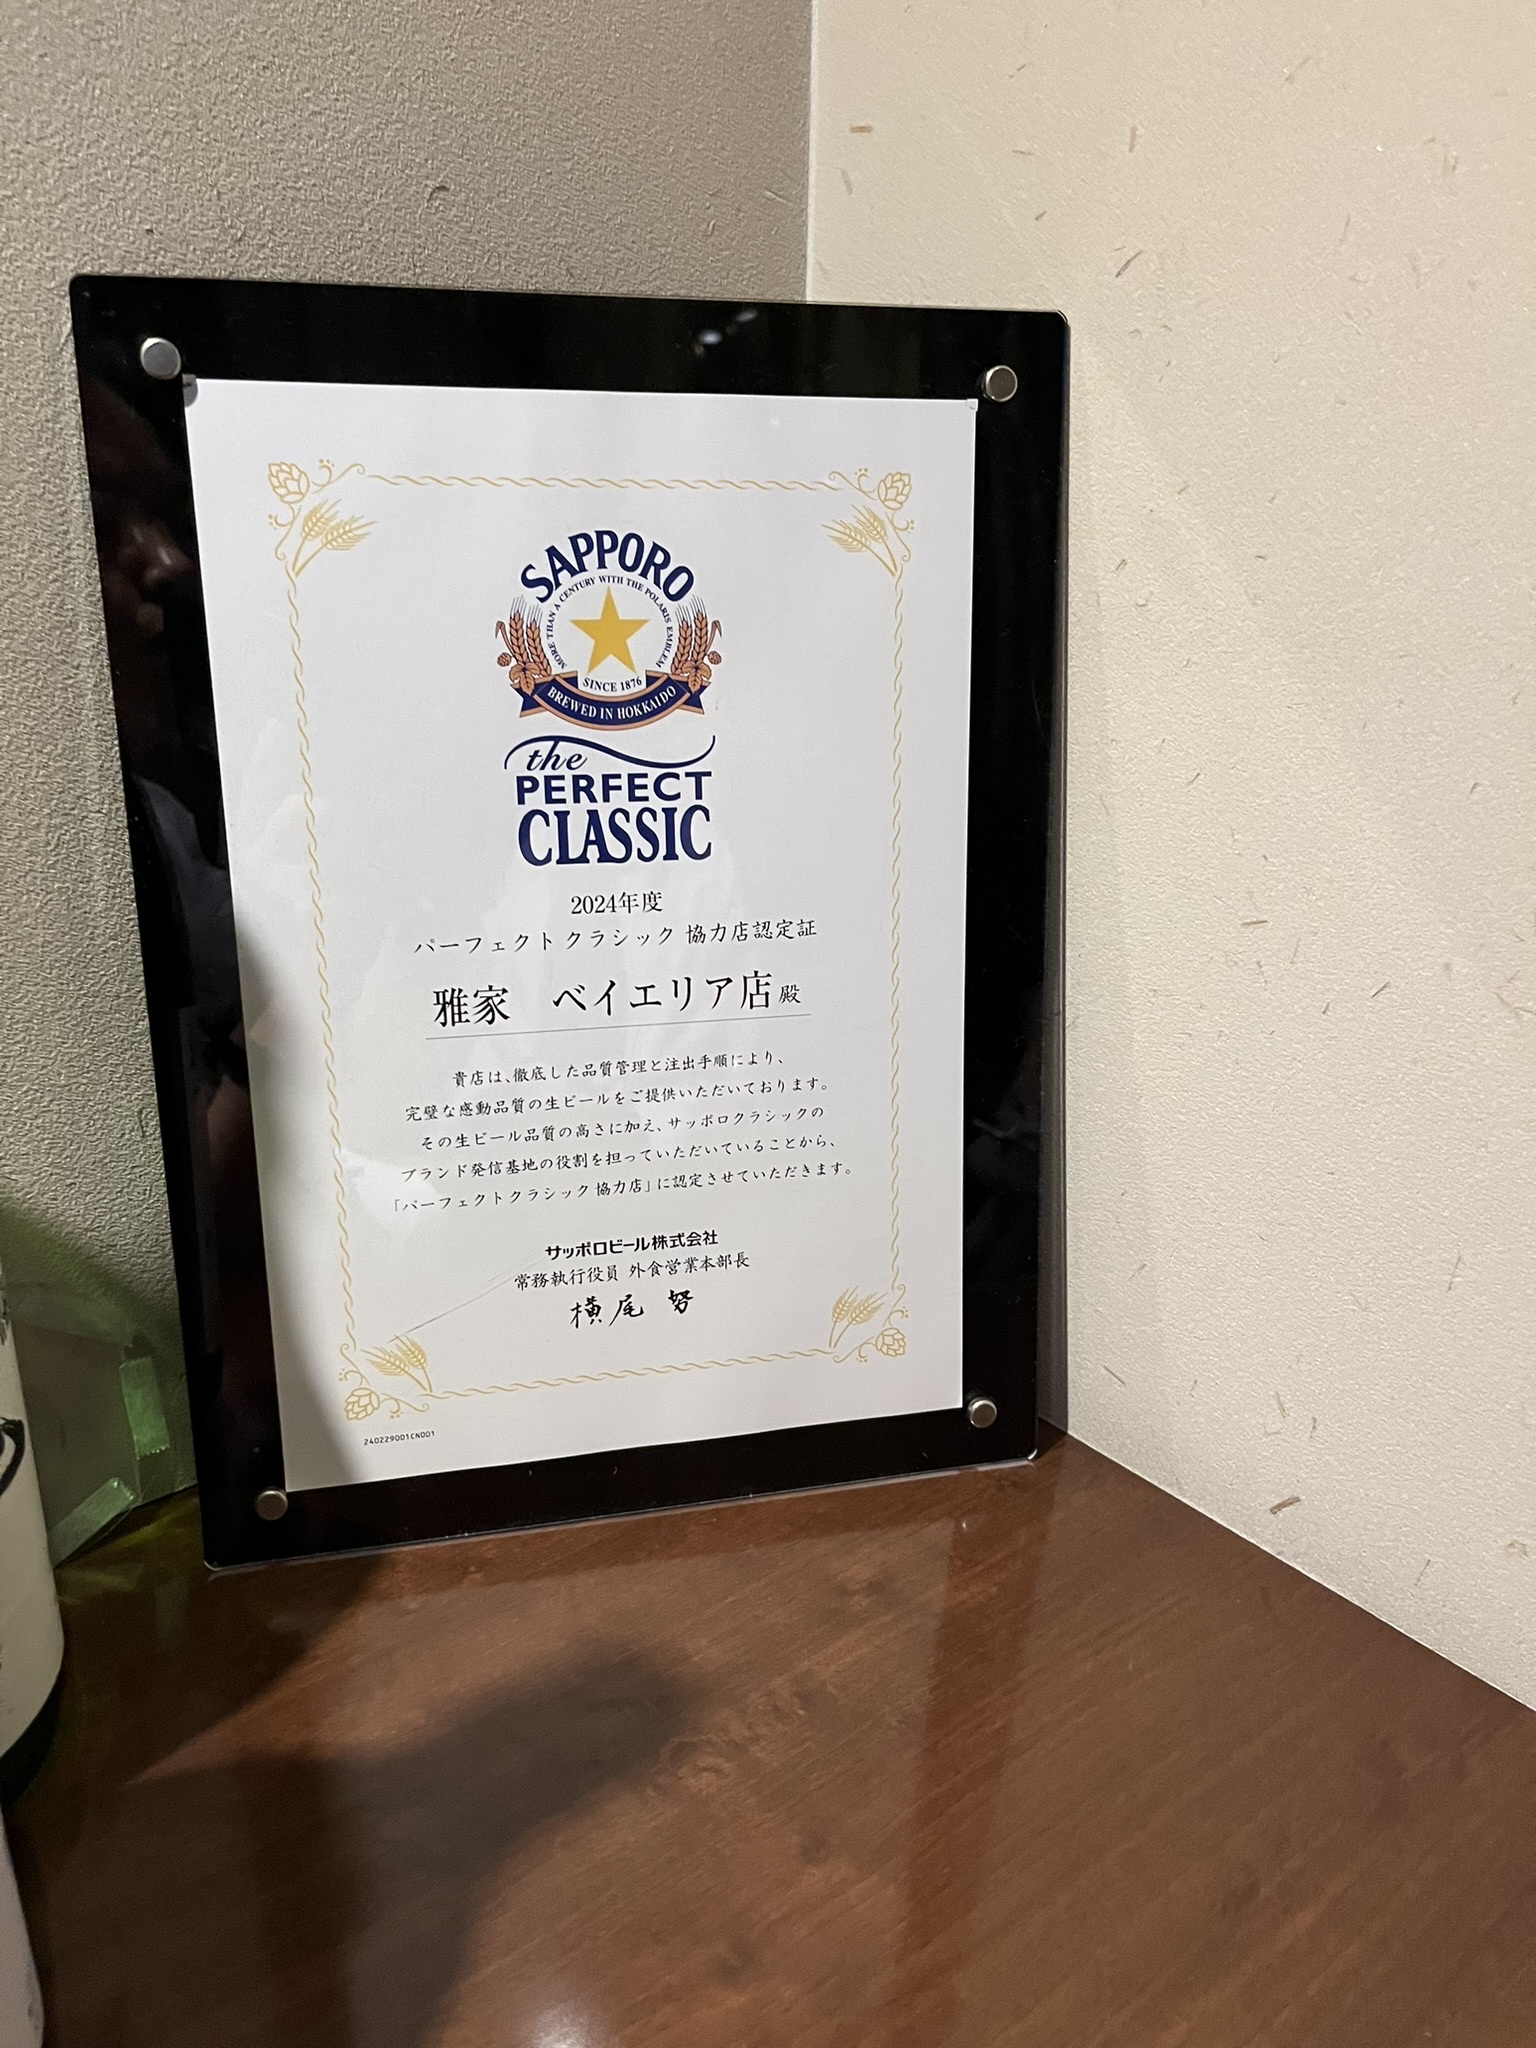 SAPPORO
MORE THAN A CENTURY WITH THE POLARIS EMBLEM
SINCE 1876
BREWED IN HOKKAIDO
the
PERFECT
CLASSIC
2024年度
パーフェクトクラシック 協力店認定証
雅家 ベイエリア店殿
貴店は、徹底した品質管理と注出手順により、
完璧な感動品質の生ビールをご提供いただいております。
その生ビール品質の高さに加え、サッポロクラシックの
ブランド発信基地の役割を担っていただいていることから、
「パーフェクトクラシック 協力店」に認定させていただきます。
サッポロビール株式会社
常務執行役員 外食営業本部長
横尾 努
240229001CN001